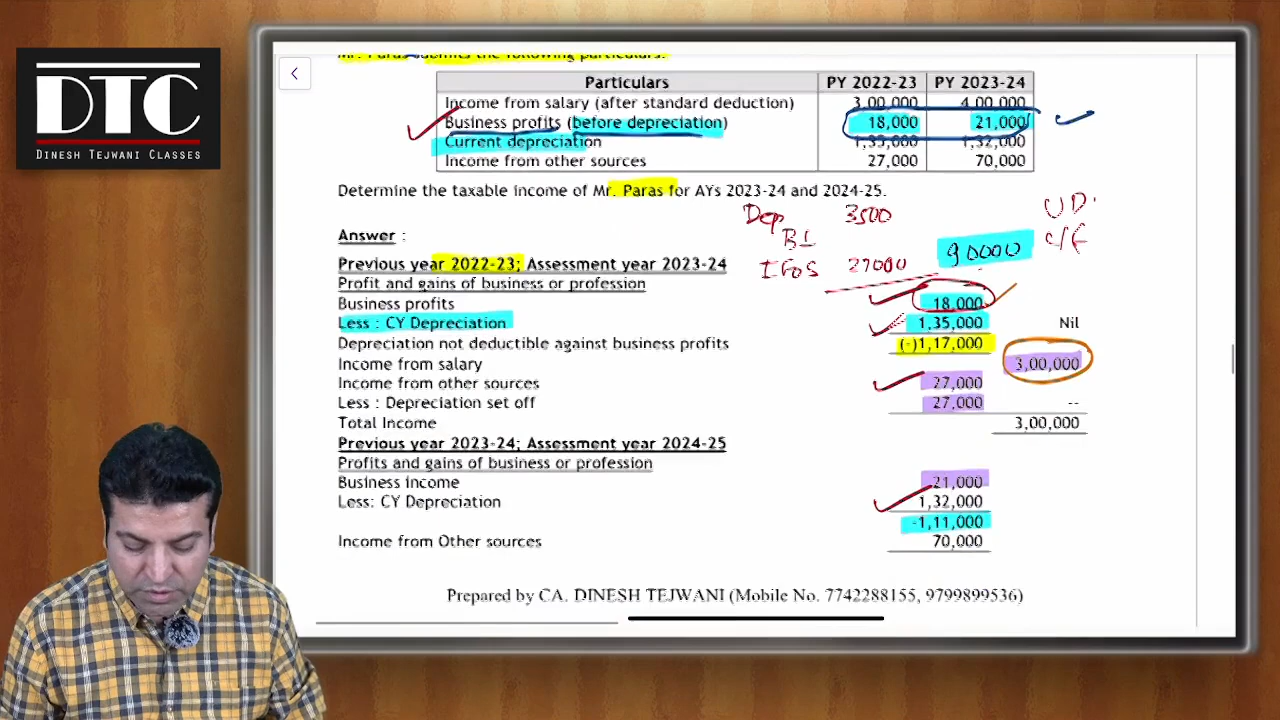 DTC
DINESH TEJWANI CLASSES
Mr. Paras submits the following particulars:
Particulars PY 2022-23 PY 2023-24
Income from salary (after standard deduction) 3,00,000 4,00,000
Business profits (before depreciation) 18,000 21,000
Current depreciation 1,35,000 1,32,000
Income from other sources 27,000 70,000
Determine the taxable income of Mr. Paras for AYs 2023-24 and 2024-25.
Dep 3500 U D.
BL 90000 C/F
Answer :
IFOS 27000
Previous year 2022-23; Assessment year 2023-24
Profit and gains of business or profession
Business profits 18,000
Less : CY Depreciation 1,35,000 Nil
Depreciation not deductible against business profits (-)1,17,000
Income from salary 3,00,000
Income from other sources 27,000
Less : Depreciation set off 27,000 --
Total Income 3,00,000
Previous year 2023-24; Assessment year 2024-25
Profits and gains of business or profession
Business income 21,000
Less: CY Depreciation 1,32,000
-1,11,000
Income from Other sources 70,000
Prepared by CA. DINESH TEJWANI (Mobile No. 7742288155, 9799899536)